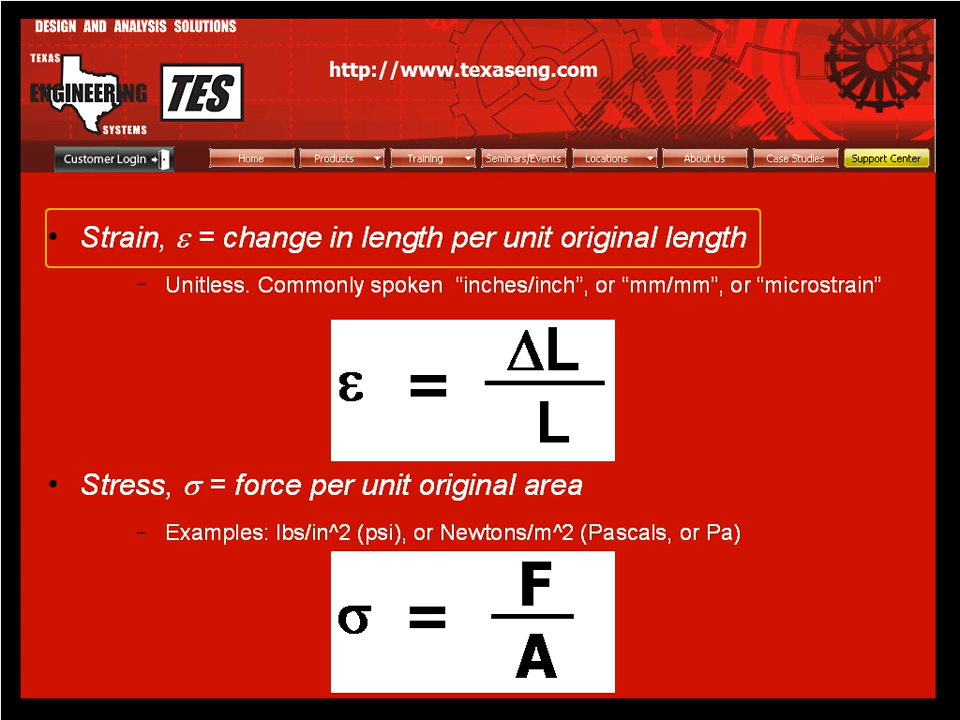 DESIGN AND ANALYSIS SOLUTIONS
TEXAS
ENGINEERING
SYSTEMS
TES
http://www.texaseng.com
Customer Login
Home Products Training Seminars/Events Locations About Us Case Studies Support Center
• Strain, ε = change in length per unit original length
– Unitless. Commonly spoken “inches/inch”, or “mm/mm”, or “microstrain”
ε = ΔL / L
• Stress, σ = force per unit original area
– Examples: lbs/in^2 (psi), or Newtons/m^2 (Pascals, or Pa)
σ = F / A